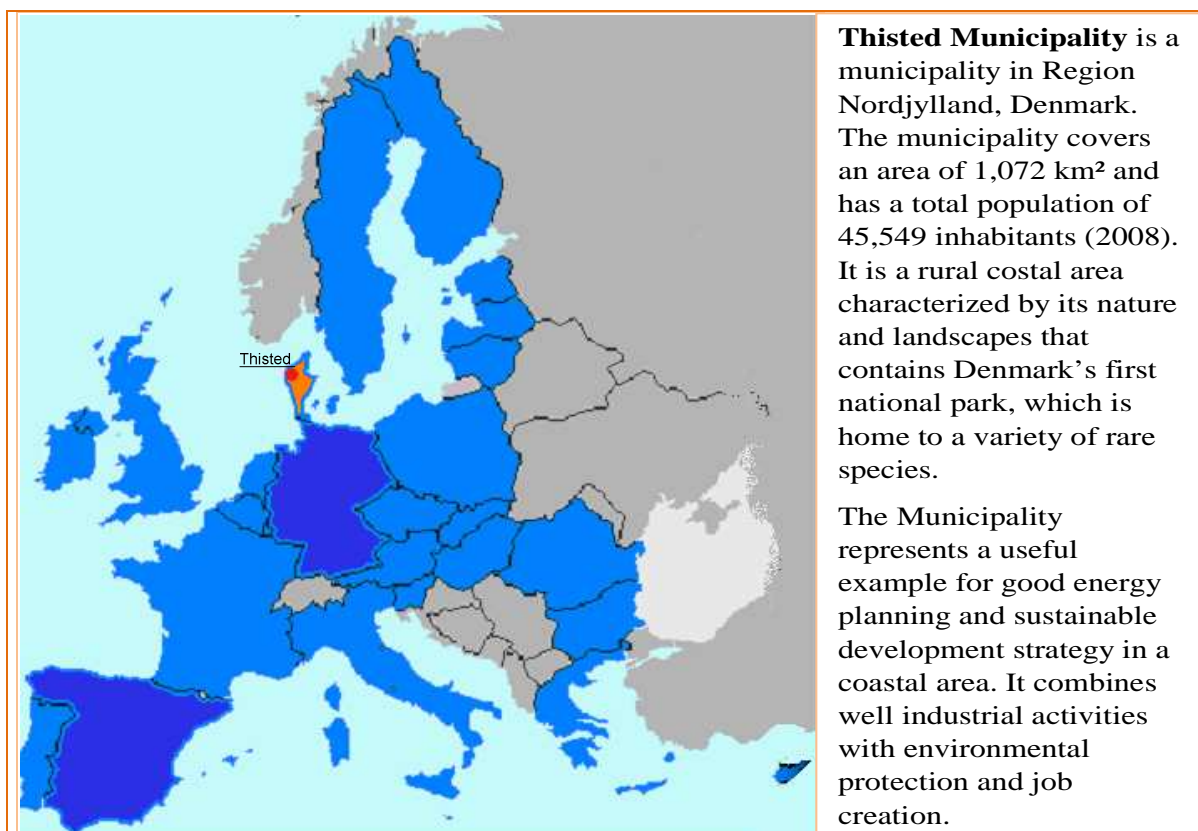 Thisted
Thisted Municipality is a
municipality in Region
Nordjylland, Denmark.
The municipality covers
an area of 1,072 km² and
has a total population of
45,549 inhabitants (2008).
It is a rural costal area
characterized by its nature
and landscapes that
contains Denmark’s first
national park, which is
home to a variety of rare
species.
The Municipality
represents a useful
example for good energy
planning and sustainable
development strategy in a
coastal area. It combines
well industrial activities
with environmental
protection and job
creation.